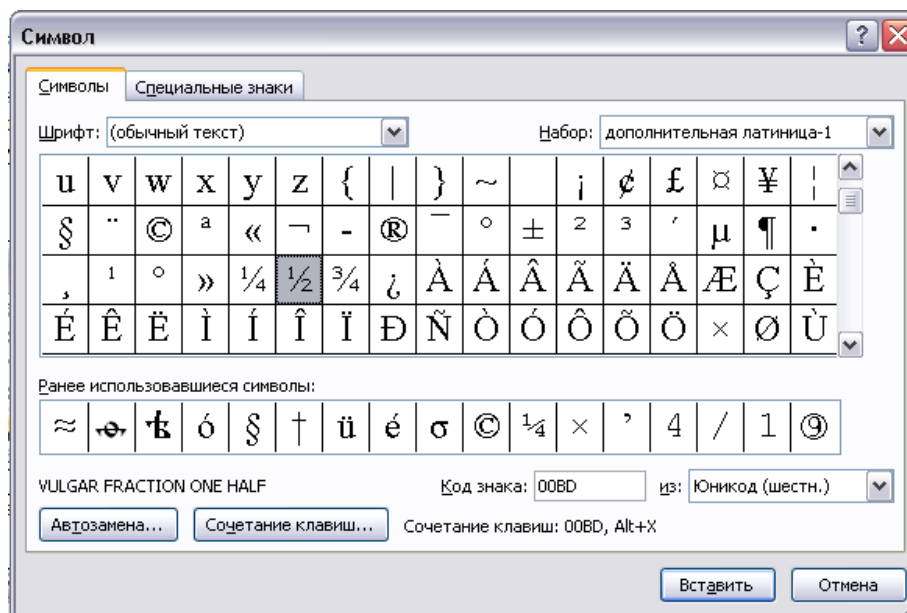 Символ
Символы Специальные знаки
Шрифт: (обычный текст) Набор: дополнительная латиница-1
u v w x y z { | } ~ ¡ ¢ £ ¤ ¥ ¦
§ ¨ © ª « ¬ - ® ¯ ° ± ² ³ ´ µ ¶ ·
¸ ¹ º » ¼ ½ ¾ ¿ À Á Â Ã Ä Å Æ Ç È
É Ê Ë Ì Í Î Ï Ð Ñ Ò Ó Ô Õ Ö × Ø Ù
Ранее использовавшиеся символы:
≈ ꚙ ꚃ ó § † ü é σ © ¼ × ’ 4 / 1 ⑨
VULGAR FRACTION ONE HALF Код знака: 00BD из: Юникод (шестн.)
Автозамена... Сочетание клавиш... Сочетание клавиш: 00BD, Alt+X
Вставить Отмена